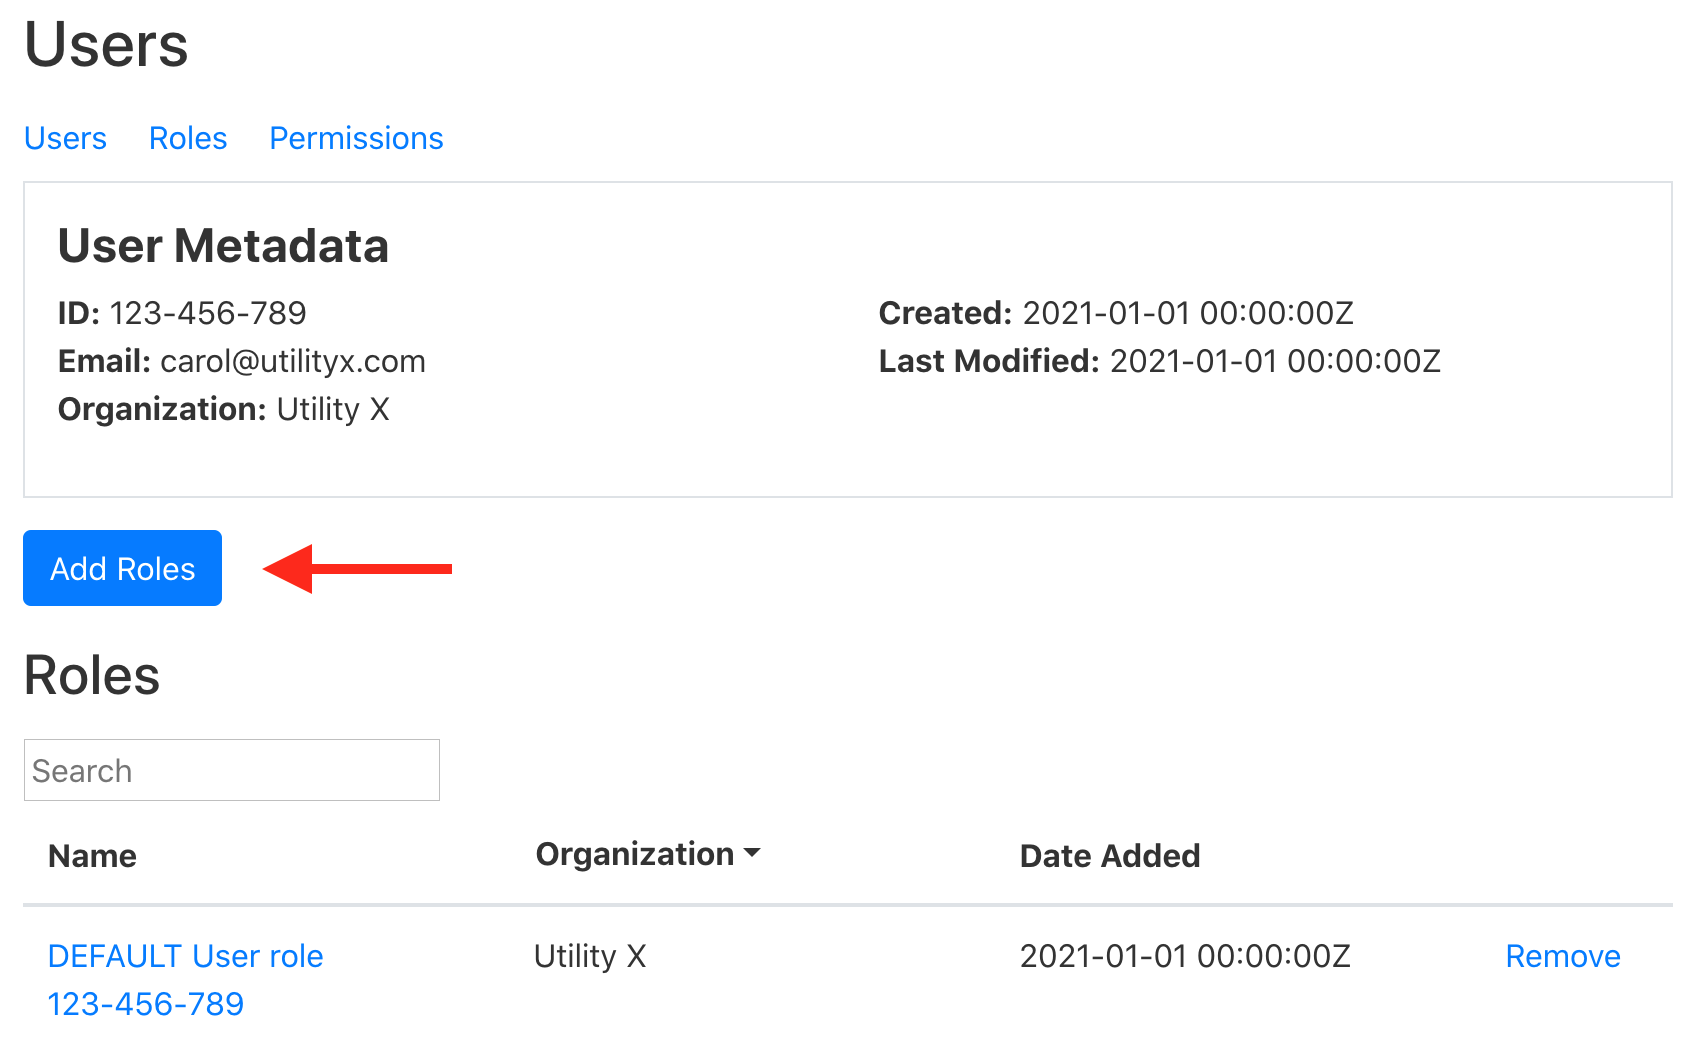 Users
Users Roles Permissions
User Metadata
ID: 123-456-789 Created: 2021-01-01 00:00:00Z
Email: carol@utilityx.com Last Modified: 2021-01-01 00:00:00Z
Organization: Utility X
Add Roles
Roles
Search
Name Organization Date Added
DEFAULT User role Utility X 2021-01-01 00:00:00Z Remove
123-456-789